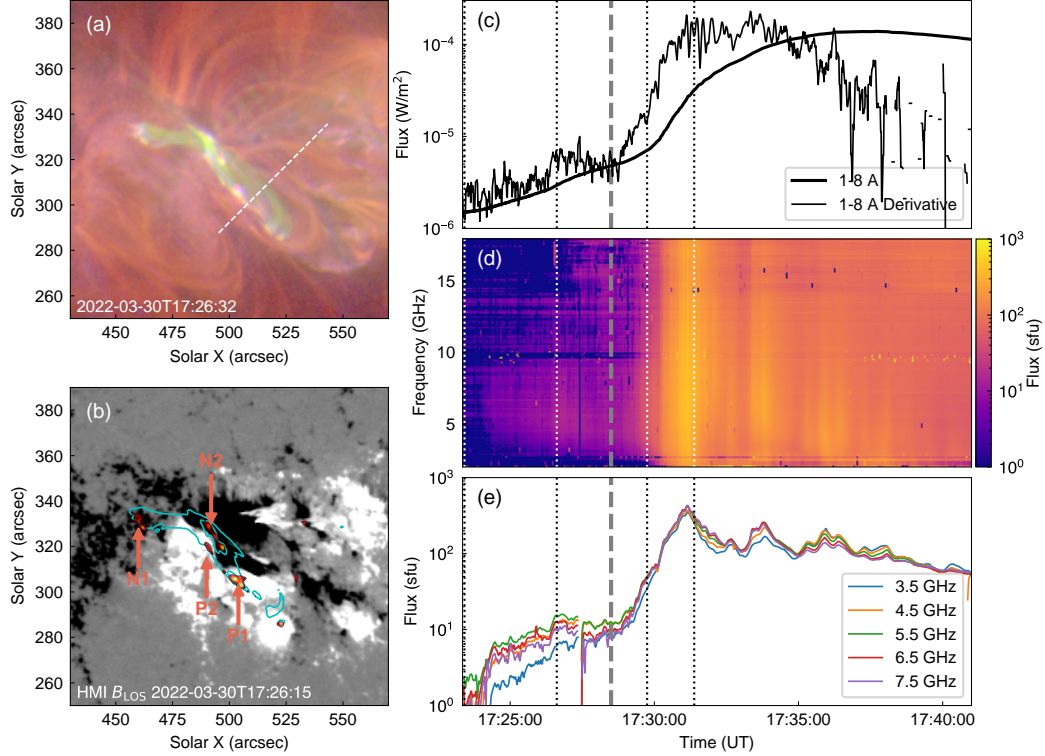 (a)
Solar Y (arcsec)
380
360
340
320
300
280
260
2022-03-30T17:26:32
450 475 500 525 550
Solar X (arcsec)
(b)
Solar Y (arcsec)
380
360
340
320
300
280
260
N2
N1
P2
P1
HMI B_LOS 2022-03-30T17:26:15
450 475 500 525 550
Solar X (arcsec)
(c)
Flux (W/m²)
10⁻⁴
10⁻⁵
10⁻⁶
1-8 A
1-8 A Derivative
(d)
Frequency (GHz)
15
10
5
10³
10²
10¹
10⁰
Flux (sfu)
(e)
Flux (sfu)
10³
10²
10¹
10⁰
3.5 GHz
4.5 GHz
5.5 GHz
6.5 GHz
7.5 GHz
17:25:00 17:30:00 17:35:00 17:40:00
Time (UT)